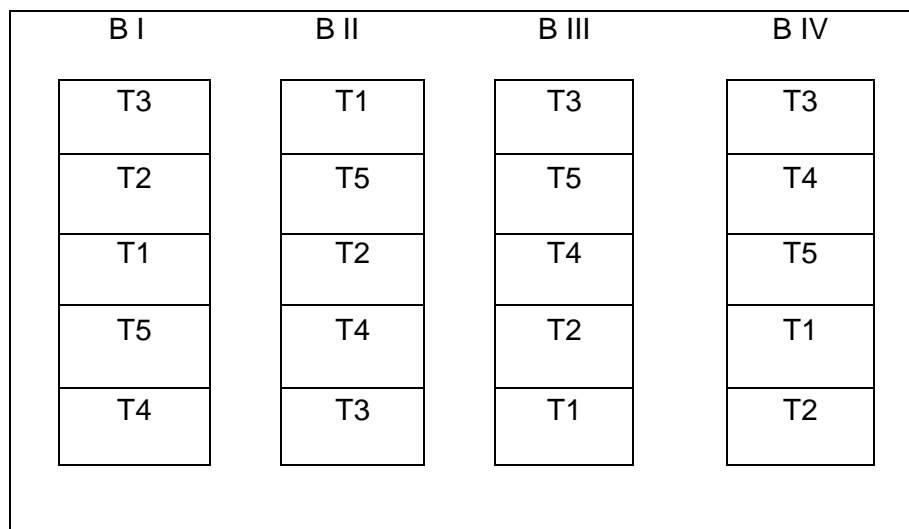 B I B II B III B IV
T3 T1 T3 T3
T2 T5 T5 T4
T1 T2 T4 T5
T5 T4 T2 T1
T4 T3 T1 T2